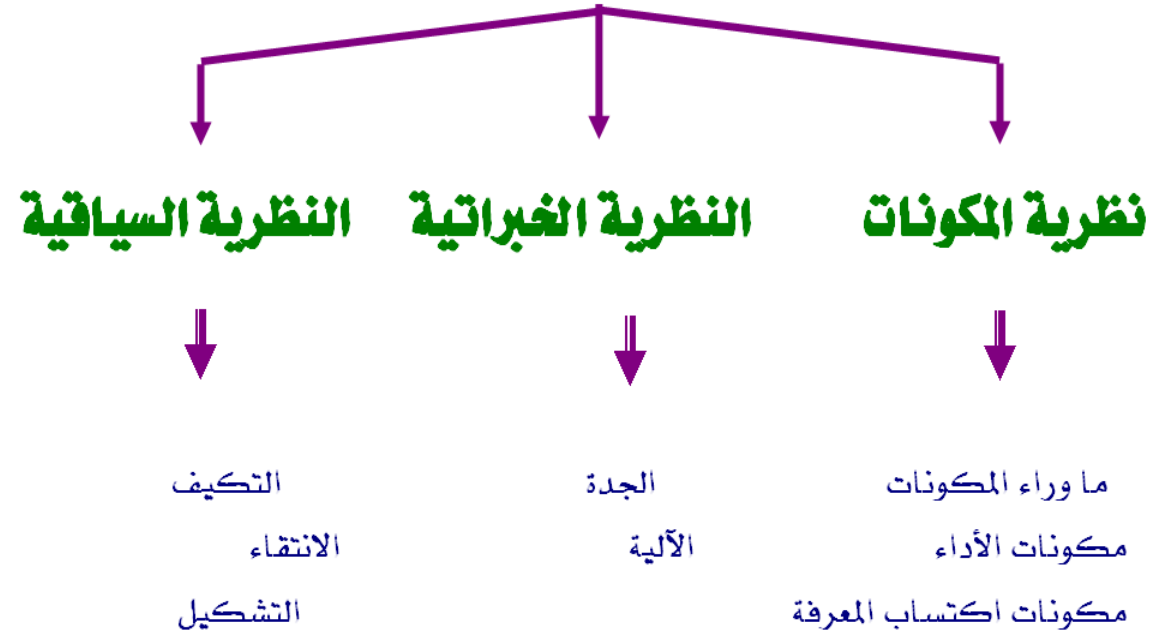 نظرية المكونات النظرية الخبراتية النظرية السياقية
ما وراء المكونات الجدة التكيف
مكونات الأداء الآلية الانتقاء
مكونات اكتساب المعرفة التشكيل